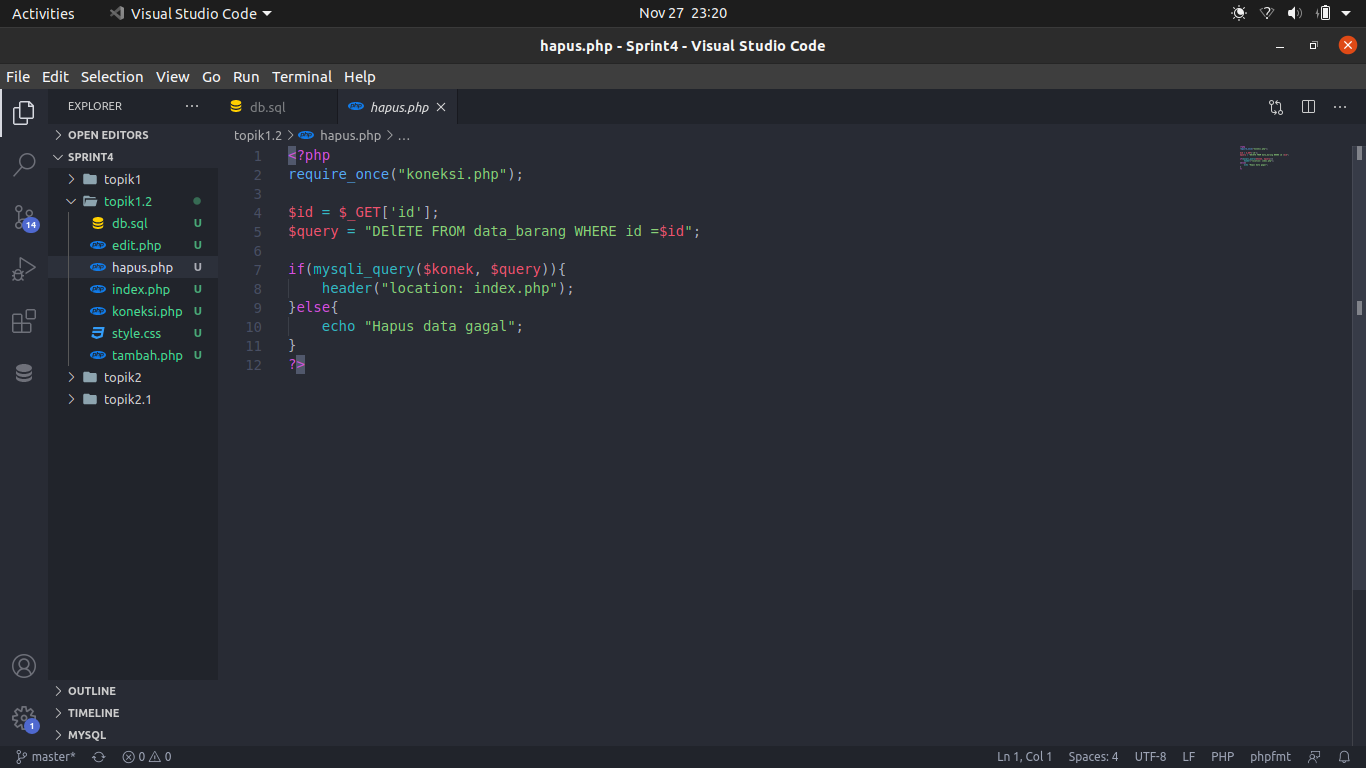 Activities Visual Studio Code Nov 27 23:20
hapus.php - Sprint4 - Visual Studio Code
File Edit Selection View Go Run Terminal Help
EXPLORER
OPEN EDITORS
SPRINT4
topik1
topik1.2
db.sql U
edit.php U
hapus.php U
index.php U
koneksi.php U
style.css U
tambah.php U
topik2
topik2.1
OUTLINE
TIMELINE
MYSQL
14
1
db.sql hapus.php
topik1.2 > hapus.php > ...
1 <?php
2 require_once("koneksi.php");
3
4 $id = $_GET['id'];
5 $query = "DElETE FROM data_barang WHERE id =$id";
6
7 if(mysqli_query($konek, $query)){
8 header("location: index.php");
9 }else{
10 echo "Hapus data gagal";
11 }
12 ?>
master* 0 0 Ln 1, Col 1 Spaces: 4 UTF-8 LF PHP phpfmt